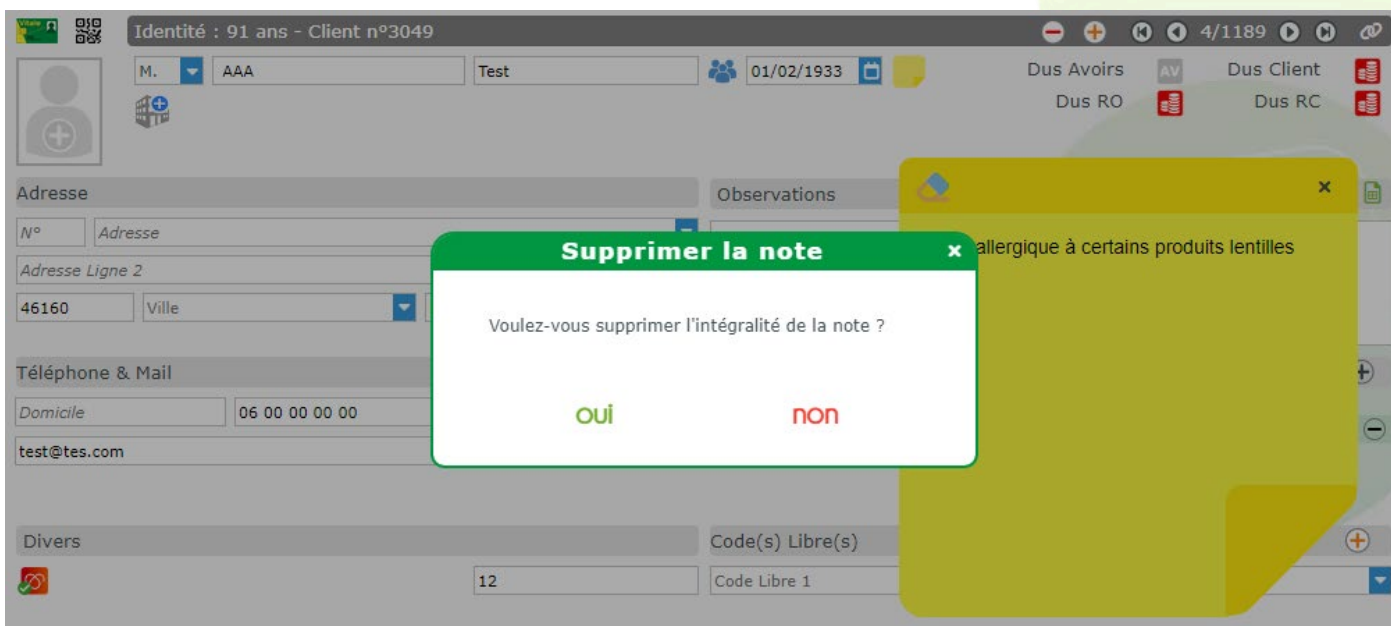 Vitale
Identité : 91 ans - Client n°3049
4/1189
M.
AAA
Test
01/02/1933
Dus Avoirs
AV
Dus Client
Dus RO
Dus RC
Adresse
Observations
N°
Adresse
Adresse Ligne 2
46160
Ville
Téléphone & Mail
Domicile
06 00 00 00 00
test@tes.com
Supprimer la note
Voulez-vous supprimer l'intégralité de la note ?
oui
non
allergique à certains produits lentilles
Divers
Code(s) Libre(s)
12
Code Libre 1